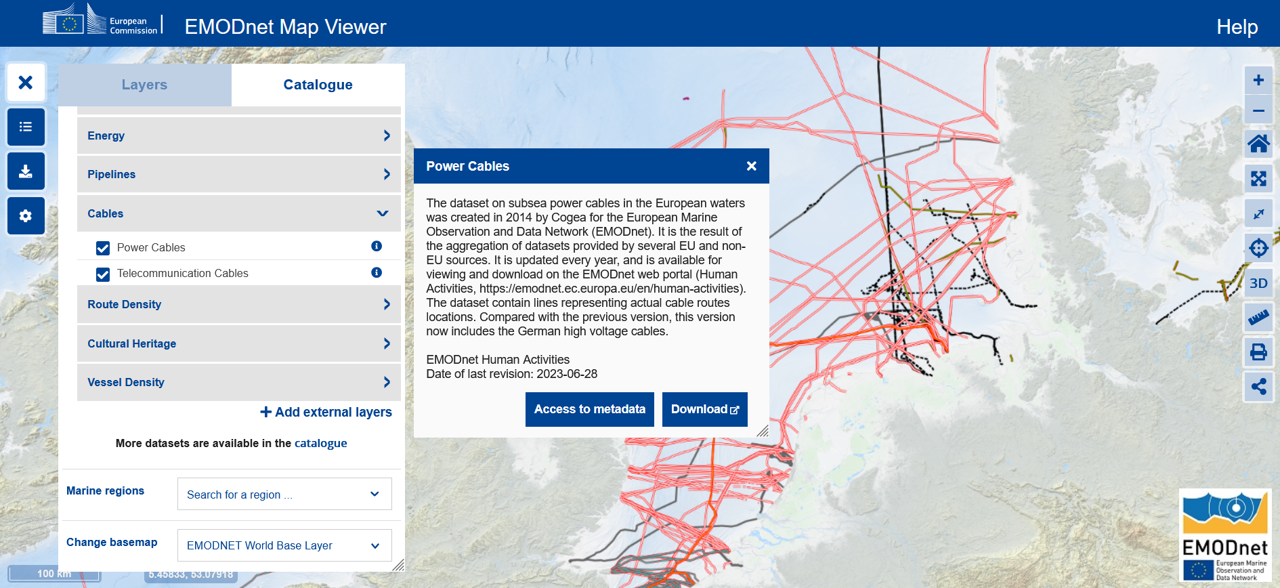 European
Commission
EMODnet Map Viewer
Help
Layers
Catalogue
Energy
Pipelines
Cables
Power Cables
Telecommunication Cables
Route Density
Cultural Heritage
Vessel Density
Add external layers
More datasets are available in the catalogue
Marine regions
Search for a region ...
Change basemap
EMODNET World Base Layer
100 km
5.45833, 53.07918
Power Cables
The dataset on subsea power cables in the European waters
was created in 2014 by Cogea for the European Marine
Observation and Data Network (EMODnet). It is the result of
the aggregation of datasets provided by several EU and non-
EU sources. It is updated every year, and is available for
viewing and download on the EMODnet web portal (Human
Activities, https://emodnet.ec.europa.eu/en/human-activities).
The dataset contain lines representing actual cable routes
locations. Compared with the previous version, this version
now includes the German high voltage cables.
EMODnet Human Activities
Date of last revision: 2023-06-28
Access to metadata
Download
3D
EMODnet
European Marine
Observation and
Data Network